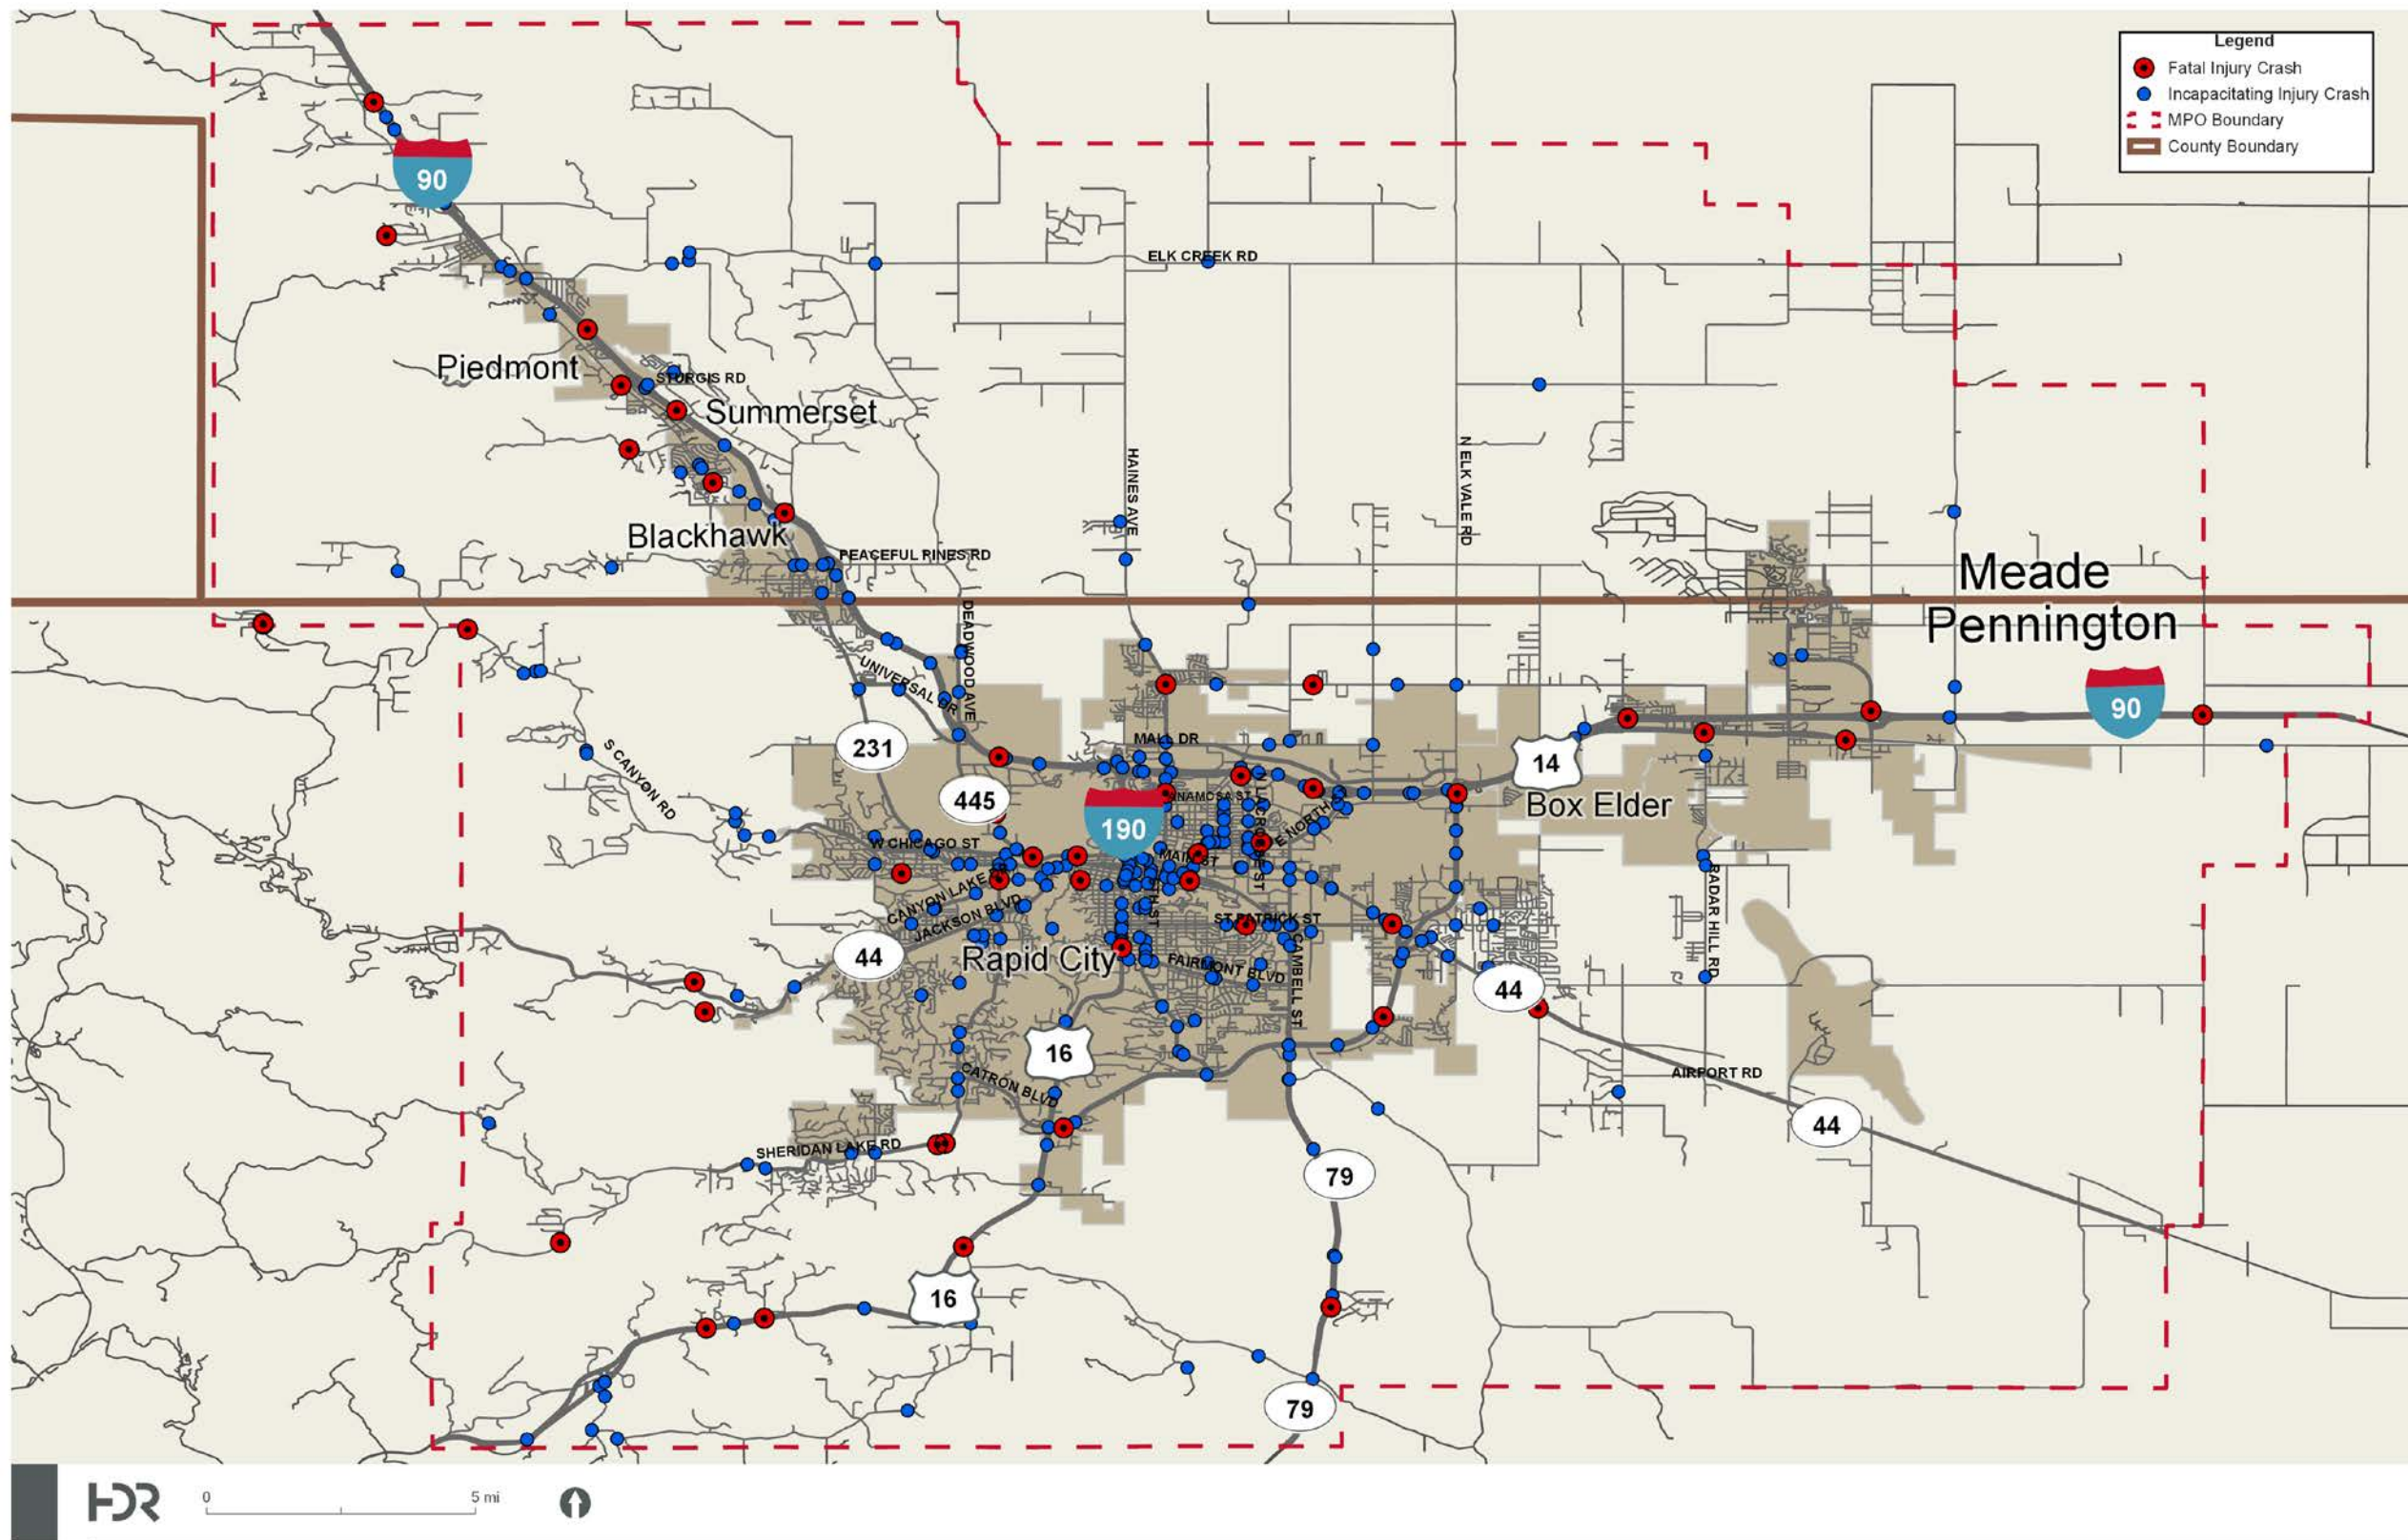 Legend
Fatal Injury Crash
Incapacitating Injury Crash
MPO Boundary
County Boundary
90
ELK CREEK RD
Piedmont
STURGIS RD
Summerset
HAINES AVE
N ELK VALE RD
Blackhawk
PEACEFUL PINES RD
Meade
Pennington
DEADWOOD AVE
UNIVERSAL DR
90
231
S CANYON RD
MALL DR
14
445
Box Elder
190
W CHICAGO ST
E NORTH
MAIN ST
CANYON LAKE
JACKSON BLVD
ST PATRICK ST
RADAR HILL RD
44
Rapid City
FAIRMONT BLVD
CAMBELL ST
44
16
CATRON BLVD
AIRPORT RD
44
SHERIDAN LAKE RD
79
16
79
HDR
0
5 mi